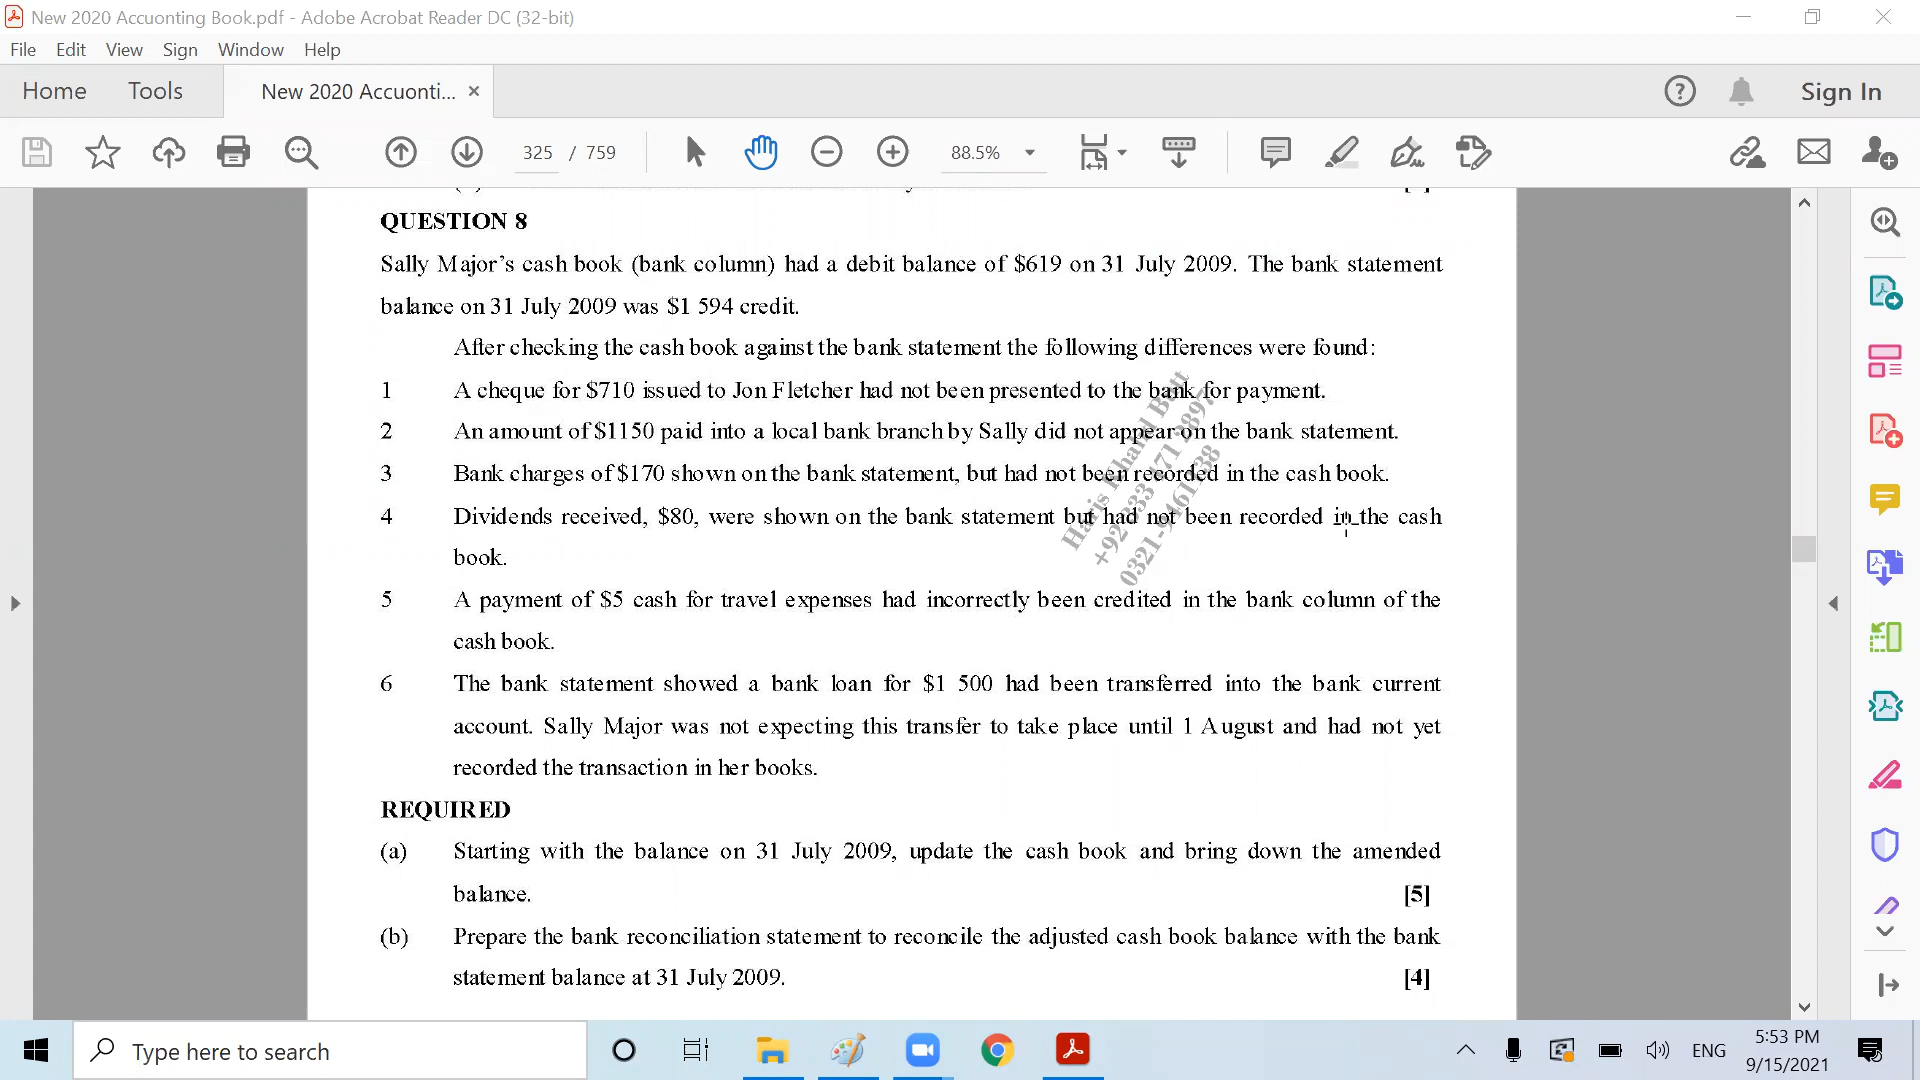 New 2020 Accuonting Book.pdf - Adobe Acrobat Reader DC (32-bit)
File Edit View Sign Window Help
Home Tools New 2020 Accuonti... × Sign In
325 / 759 88.5%
QUESTION 8
Sally Major's cash book (bank column) had a debit balance of $619 on 31 July 2009. The bank statement
balance on 31 July 2009 was $1 594 credit.
After checking the cash book against the bank statement the following differences were found:
1 A cheque for $710 issued to Jon Fletcher had not been presented to the bank for payment.
2 An amount of $1150 paid into a local bank branch by Sally did not appear on the bank statement.
3 Bank charges of $170 shown on the bank statement, but had not been recorded in the cash book.
4 Dividends received, $80, were shown on the bank statement but had not been recorded in the cash
book.
5 A payment of $5 cash for travel expenses had incorrectly been credited in the bank column of the
cash book.
6 The bank statement showed a bank loan for $1 500 had been transferred into the bank current
account. Sally Major was not expecting this transfer to take place until 1 August and had not yet
recorded the transaction in her books.
REQUIRED
(a) Starting with the balance on 31 July 2009, update the cash book and bring down the amended
balance. [5]
(b) Prepare the bank reconciliation statement to reconcile the adjusted cash book balance with the bank
statement balance at 31 July 2009. [4]
Type here to search
ENG
5:53 PM
9/15/2021